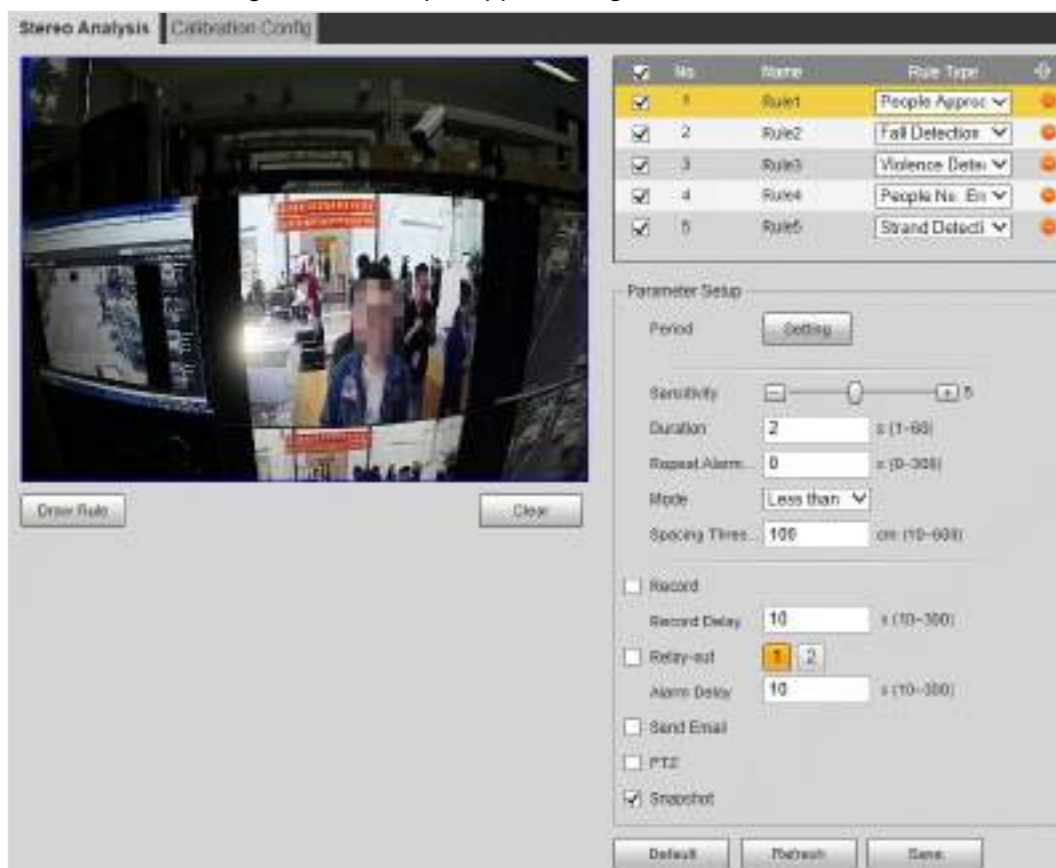 Stereo Analysis Calibration Config
No. Name Rule Type
1 Rule1 People Approc
2 Rule2 Fall Detection
3 Rule3 Violence Detec
4 Rule4 People No. Err
5 Rule5 Strand Detecti
Parameter Setup
Period Setting
Sensitivity 5
Duration 2 s (1~60)
Repeat Alarm... 0 s (0~300)
Mode Less than
Spacing Thres... 100 cm (10~600)
Draw Rule Clear
Record
Record Delay 10 s (10~300)
Relay-out 1 2
Alarm Delay 10 s (10~300)
Send Email
PTZ
Snapshot
Default Refresh Save